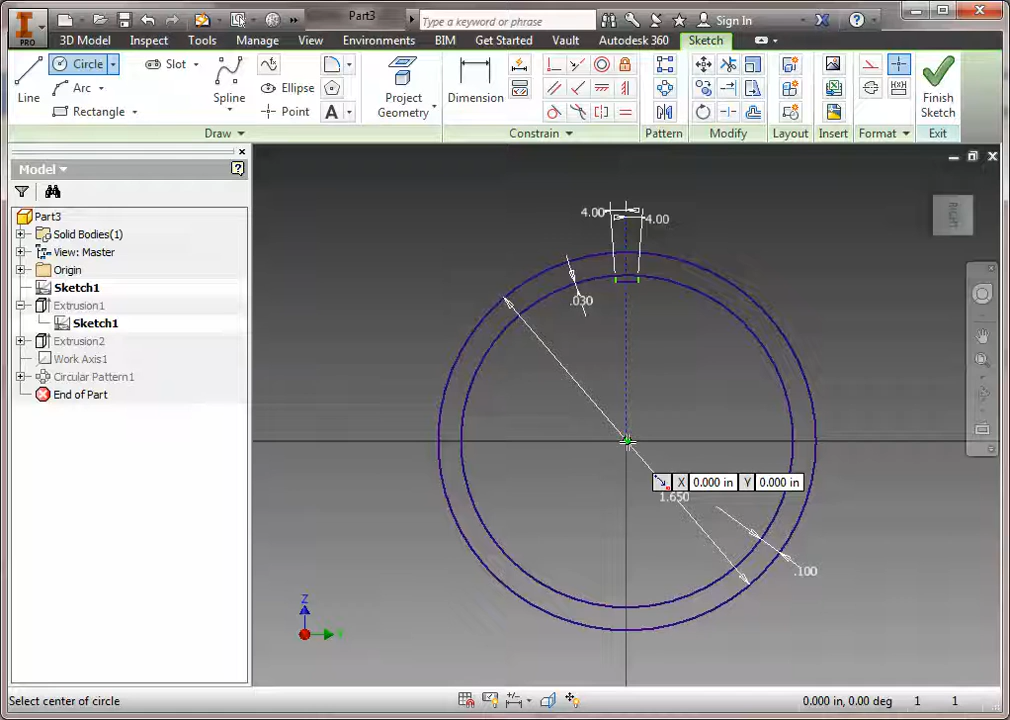 Part3
Type a keyword or phrase
Sign In
PRO
3D Model Inspect Tools Manage View Environments BIM Get Started Vault Autodesk 360 Sketch
Line
Circle
Arc
Rectangle
Slot
Spline
Ellipse
Point
A
Project Geometry
Dimension
Finish Sketch
Draw
Constrain
Pattern
Modify
Layout
Insert
Format
Exit
Model
Part3
Solid Bodies(1)
View: Master
Origin
Sketch1
Extrusion1
Sketch1
Extrusion2
Work Axis1
Circular Pattern1
End of Part
4.00
4.00
RIGHT
.030
X 0.000 in Y 0.000 in
1.650
.100
Z
Y
Select center of circle
0.000 in, 0.00 deg 1 1